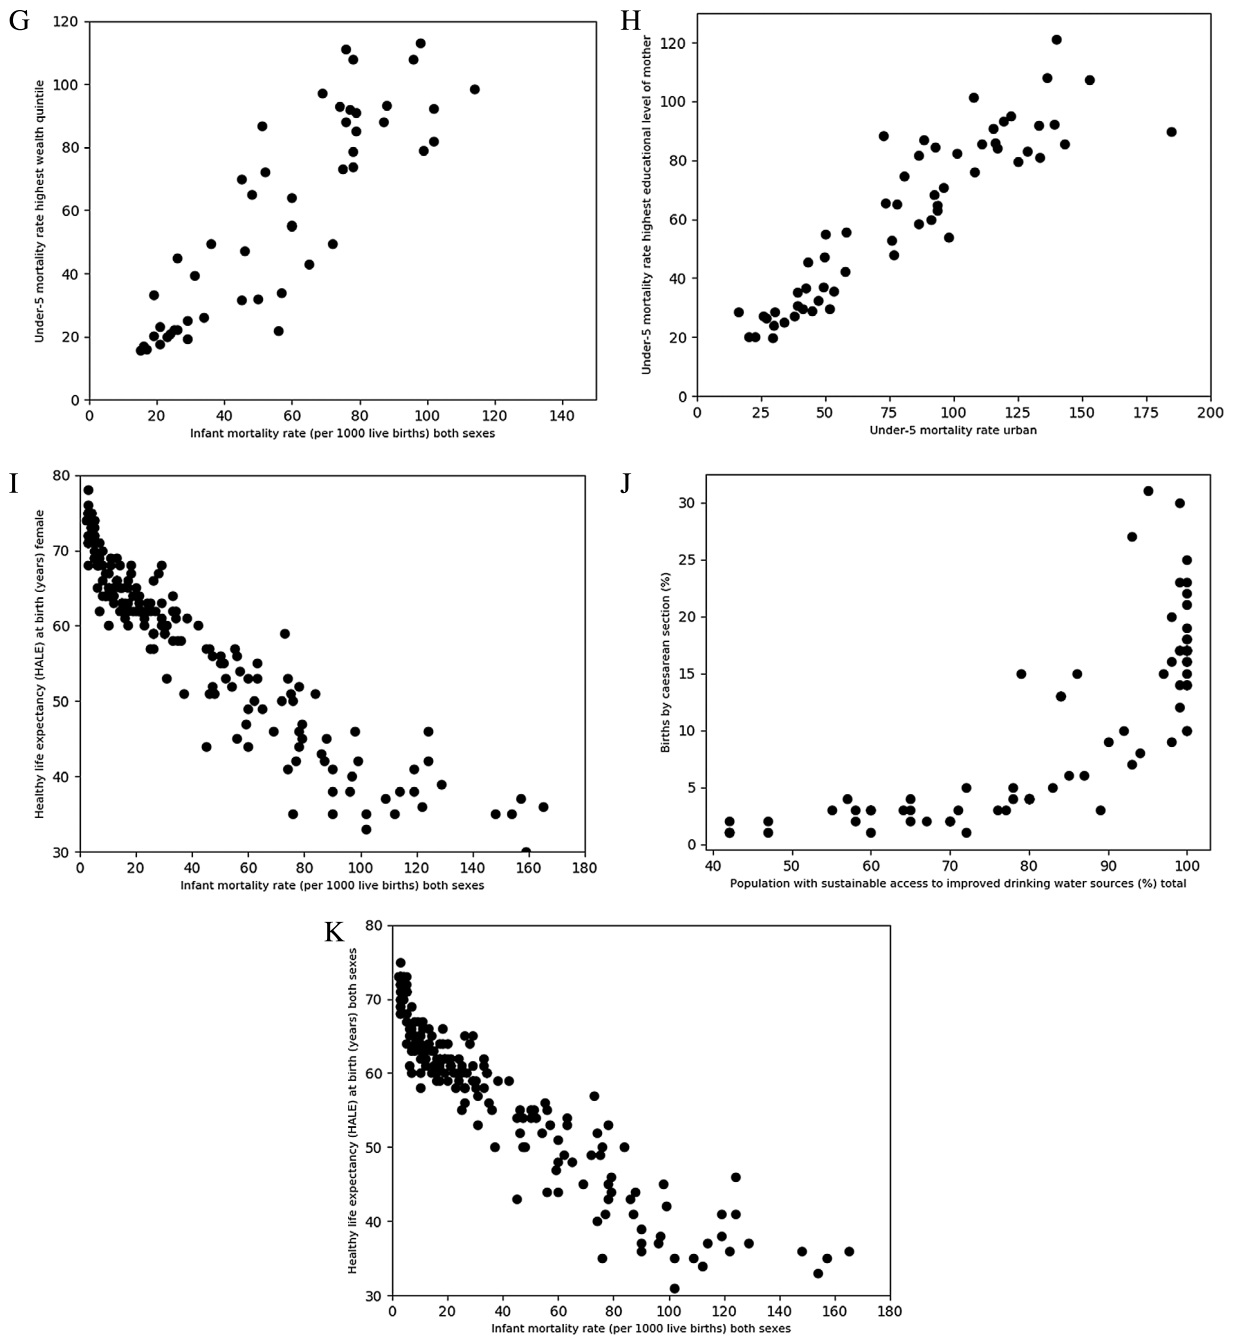 G
Under-5 mortality rate highest wealth quintile
120
100
80
60
40
20
0
0 20 40 60 80 100 120 140
Infant mortality rate (per 1000 live births) both sexes
H
Under-5 mortality rate highest educational level of mother
120
100
80
60
40
20
0
0 25 50 75 100 125 150 175 200
Under-5 mortality rate urban
I
Healthy life expectancy (HALE) at birth (years) female
80
70
60
50
40
30
0 20 40 60 80 100 120 140 160 180
Infant mortality rate (per 1000 live births) both sexes
J
Births by caesarean section (%)
30
25
20
15
10
5
0
40 50 60 70 80 90 100
Population with sustainable access to improved drinking water sources (%) total
K
Healthy life expectancy (HALE) at birth (years) both sexes
80
70
60
50
40
30
0 20 40 60 80 100 120 140 160 180
Infant mortality rate (per 1000 live births) both sexes